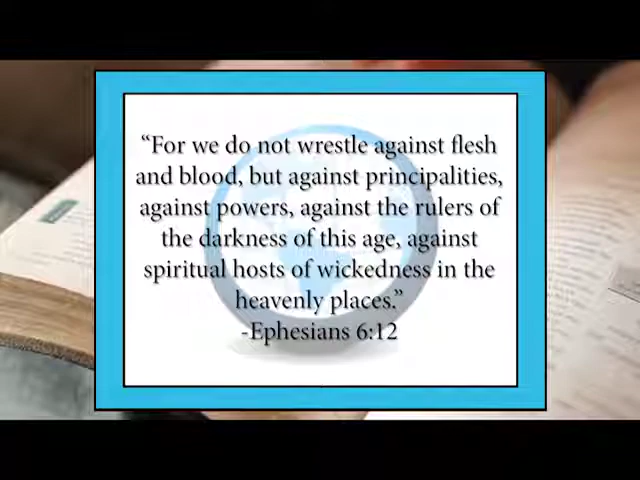 “For we do not wrestle against flesh
and blood, but against principalities,
against powers, against the rulers of
the darkness of this age, against
spiritual hosts of wickedness in the
heavenly places.”
-Ephesians 6:12